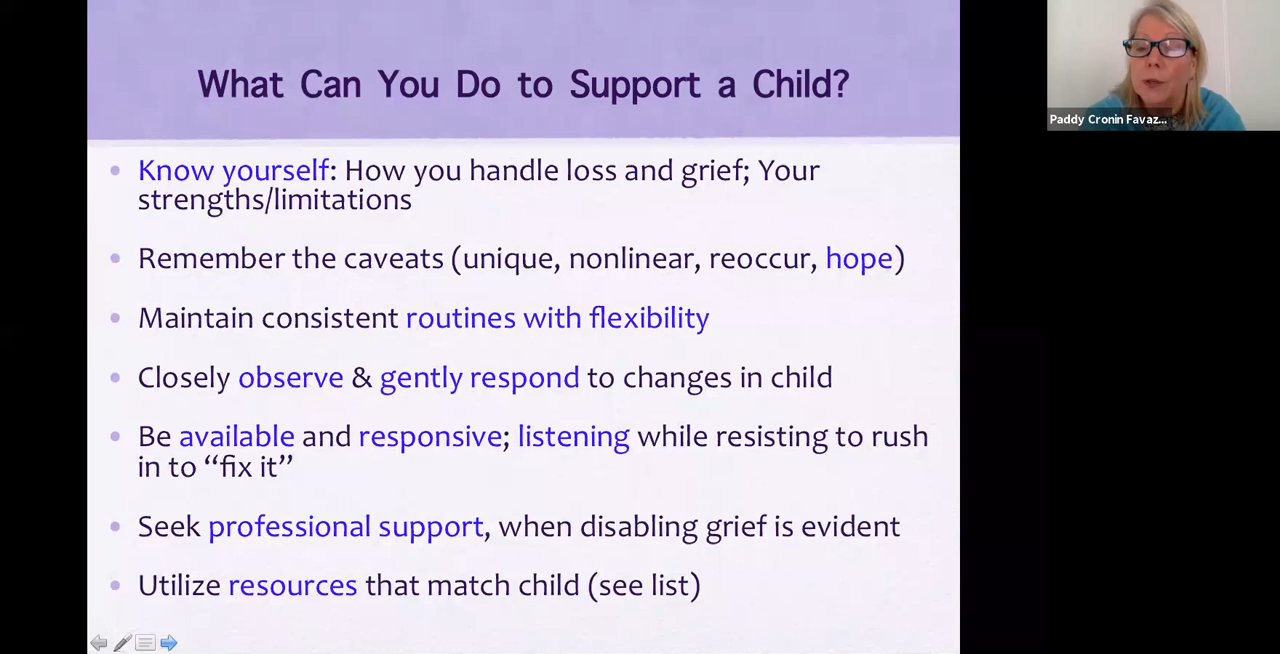 What Can You Do to Support a Child?
Know yourself: How you handle loss and grief; Your
strengths/limitations
Remember the caveats (unique, nonlinear, reoccur, hope)
Maintain consistent routines with flexibility
Closely observe & gently respond to changes in child
Be available and responsive; listening while resisting to rush
in to “fix it”
Seek professional support, when disabling grief is evident
Utilize resources that match child (see list)
Paddy Cronin Favaz...